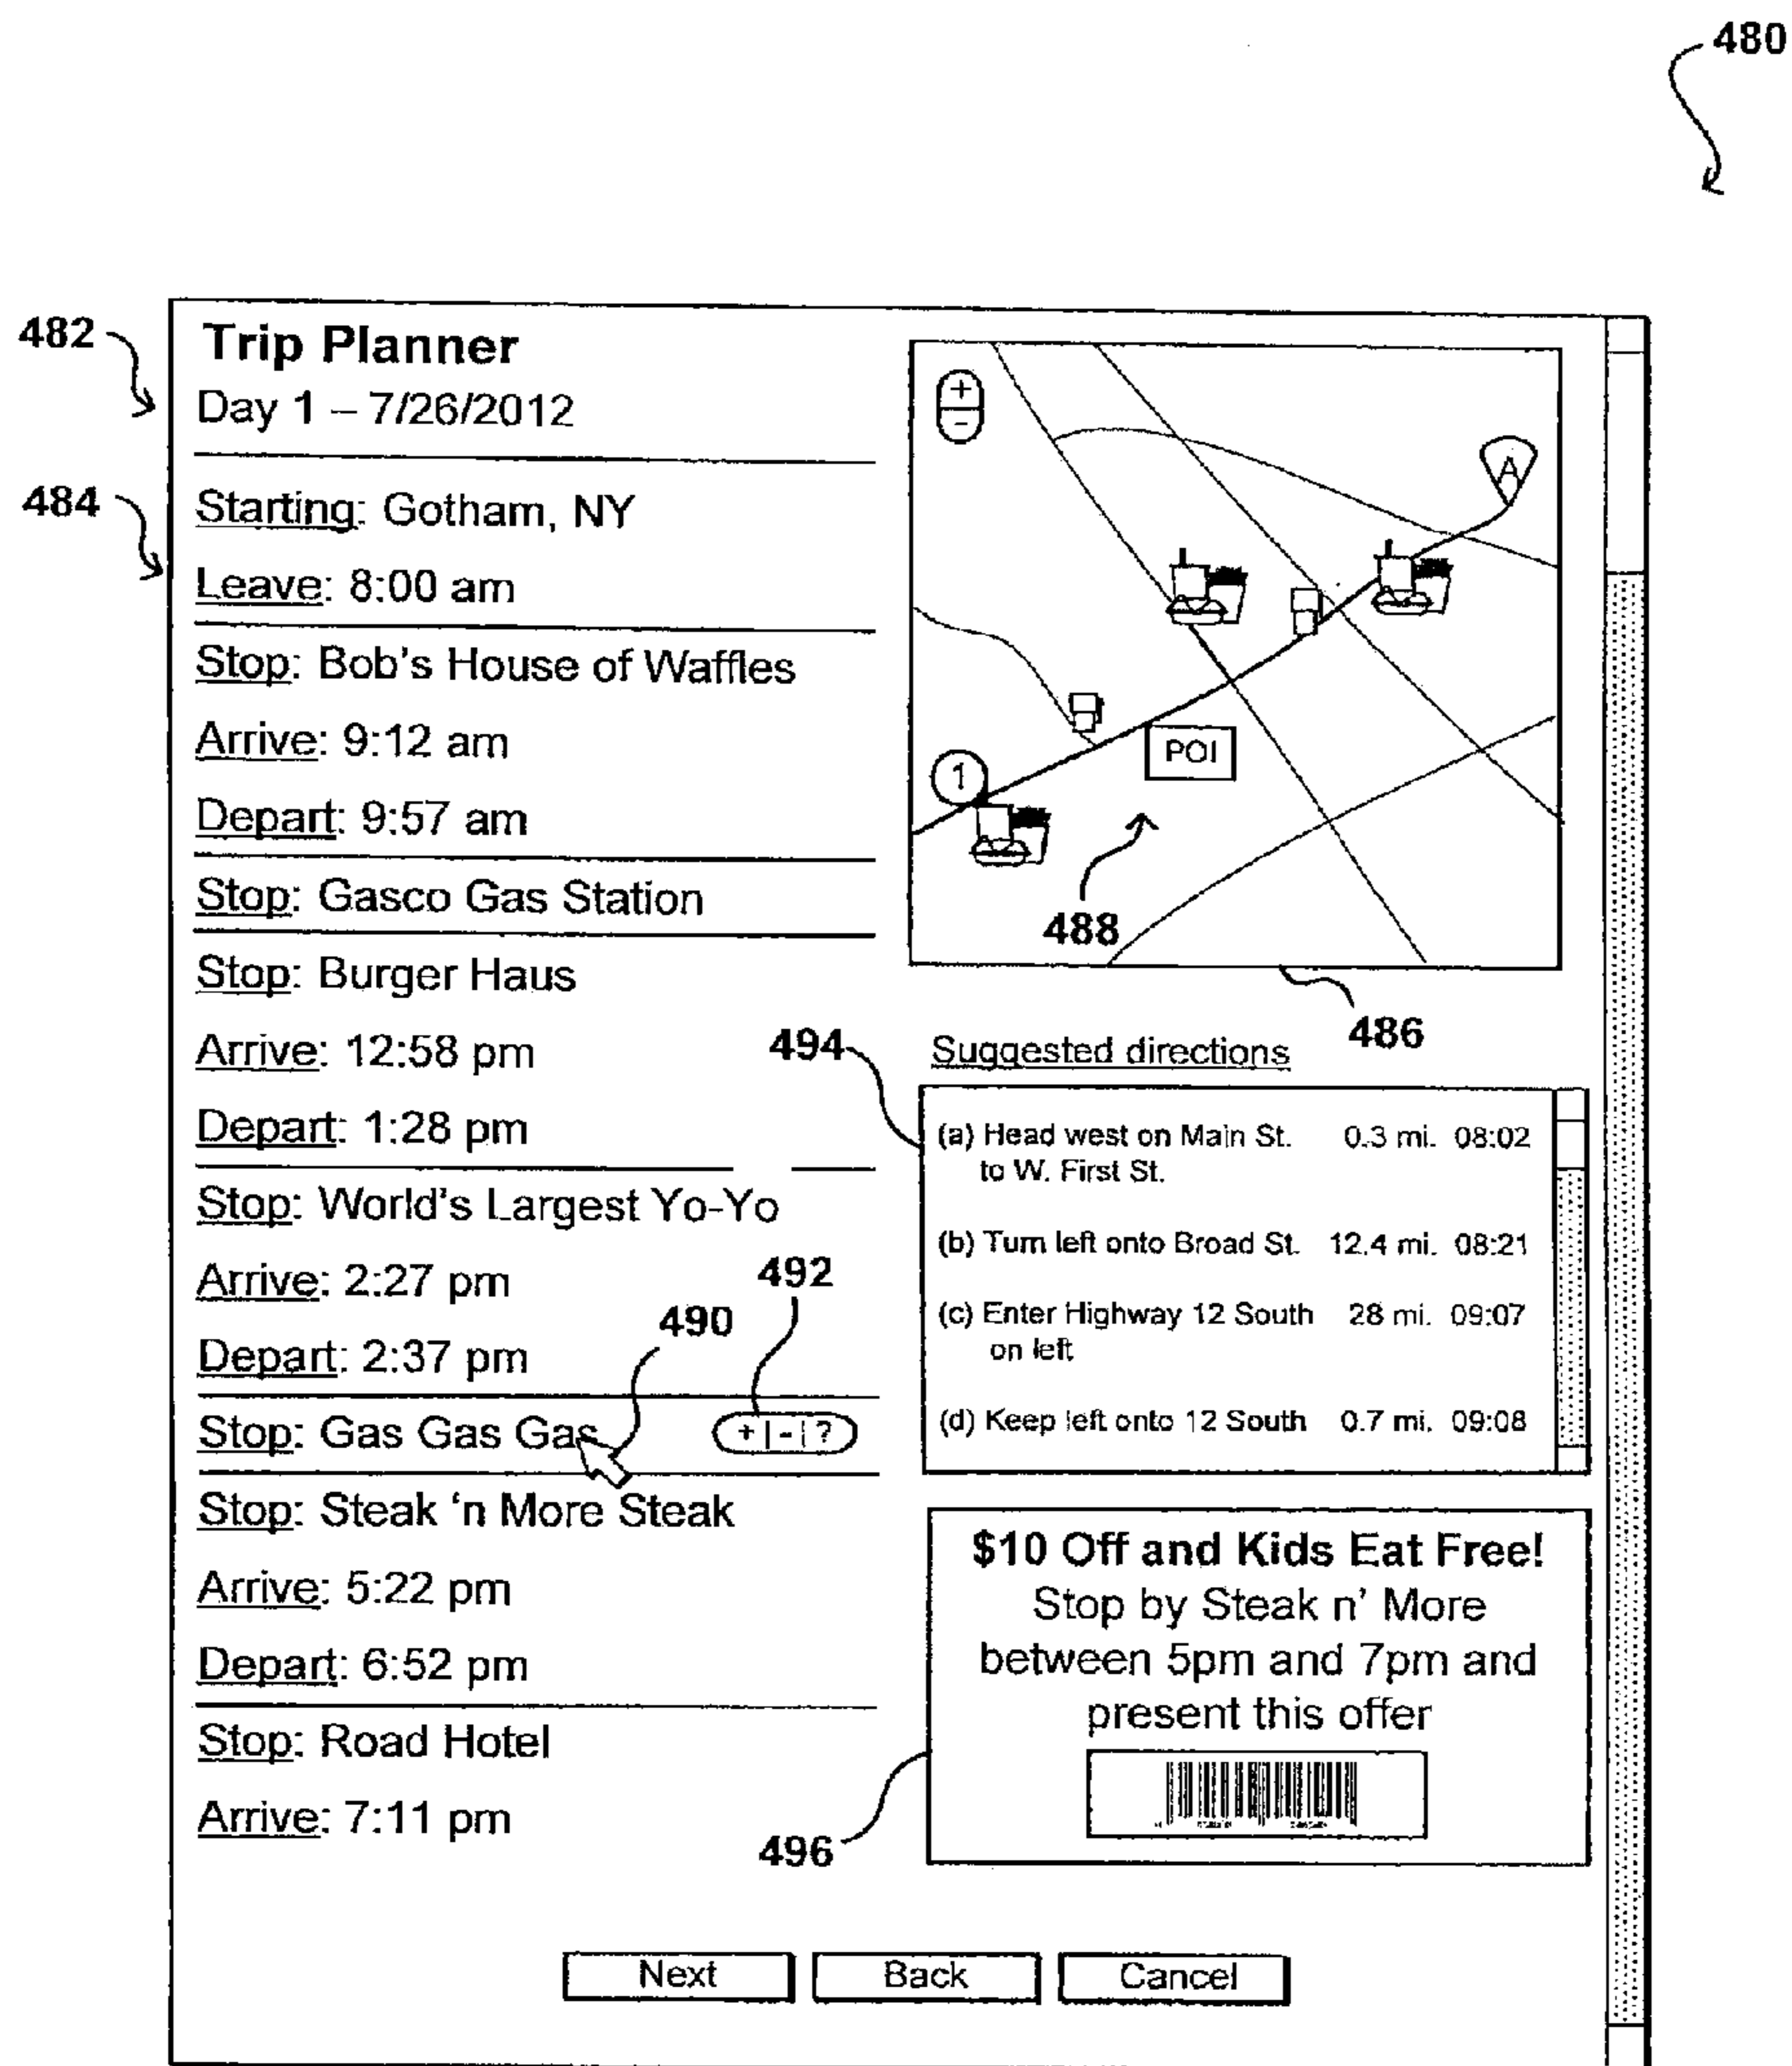 480
482
Trip Planner
Day 1 – 7/26/2012
484
Starting: Gotham, NY
Leave: 8:00 am
Stop: Bob's House of Waffles
Arrive: 9:12 am
Depart: 9:57 am
Stop: Gasco Gas Station
Stop: Burger Haus
Arrive: 12:58 pm
Depart: 1:28 pm
Stop: World's Largest Yo-Yo
Arrive: 2:27 pm
492
490
Depart: 2:37 pm
Stop: Gas Gas Gas
+ | - | ?
Stop: Steak 'n More Steak
Arrive: 5:22 pm
Depart: 6:52 pm
Stop: Road Hotel
Arrive: 7:11 pm
+
-
A
POI
1
488
486
494
Suggested directions
(a) Head west on Main St. 0.3 mi. 08:02
to W. First St.
(b) Turn left onto Broad St. 12.4 mi. 08:21
(c) Enter Highway 12 South 28 mi. 09:07
on left
(d) Keep left onto 12 South 0.7 mi. 09:08
$10 Off and Kids Eat Free!
Stop by Steak n' More
between 5pm and 7pm and
present this offer
496
Next
Back
Cancel